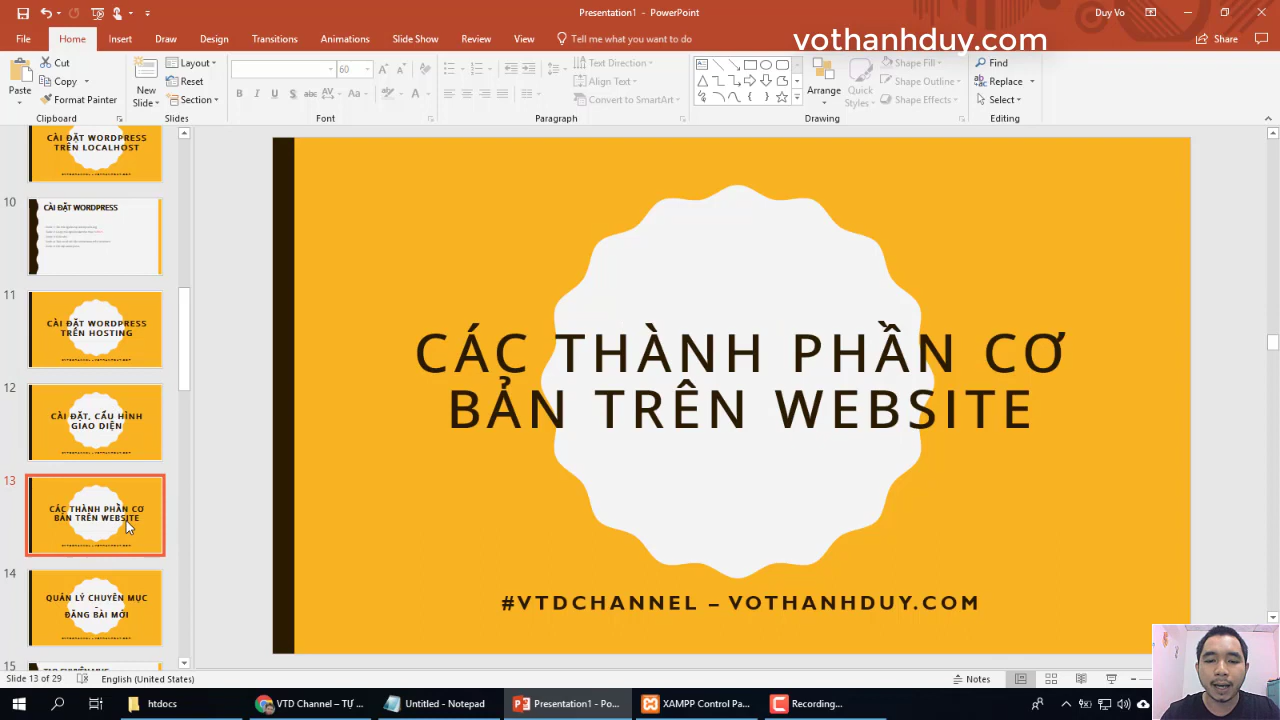 Presentation1 - PowerPoint
Duy Vo
vothanhduy.com
File
Home
Insert
Draw
Design
Transitions
Animations
Slide Show
Review
View
Tell me what you want to do
Share
Paste
Cut
Copy
Format Painter
Clipboard
New
Slide
Layout
Reset
Section
Slides
60
B I U S abc AV Aa
A
Font
Text Direction
Align Text
Convert to SmartArt
Paragraph
Arrange
Quick
Styles
Shape Fill
Shape Outline
Shape Effects
Drawing
Find
Replace
Select
Editing
CÀI ĐẶT WORDPRESS
TRÊN LOCALHOST
10
CÀI ĐẶT WORDPRESS
11
CÀI ĐẶT WORDPRESS
TRÊN HOSTING
12
CÀI ĐẶT, CẤU HÌNH
GIAO DIỆN
13
CÁC THÀNH PHẦN CƠ
BẢN TRÊN WEBSITE
14
QUẢN LÝ CHUYÊN MỤC
-
ĐĂNG BÀI MỚI
15
CÁC THÀNH PHẦN CƠ
BẢN TRÊN WEBSITE
#VTDCHANNEL – VOTHANHDUY.COM
Slide 13 of 29
English (United States)
Notes
htdocs
VTD Channel – TỰ ...
Untitled - Notepad
Presentation1 - Po...
XAMPP Control Pa...
Recording...